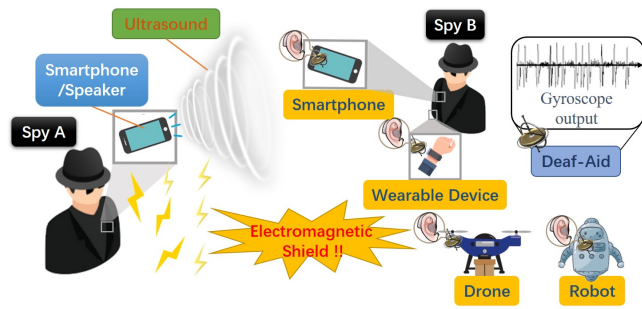 Ultrasound
Smartphone
/Speaker
Spy A
Spy B
Smartphone
Wearable Device
Gyroscope
output
Deaf-Aid
Electromagnetic
Shield !!
Drone
Robot